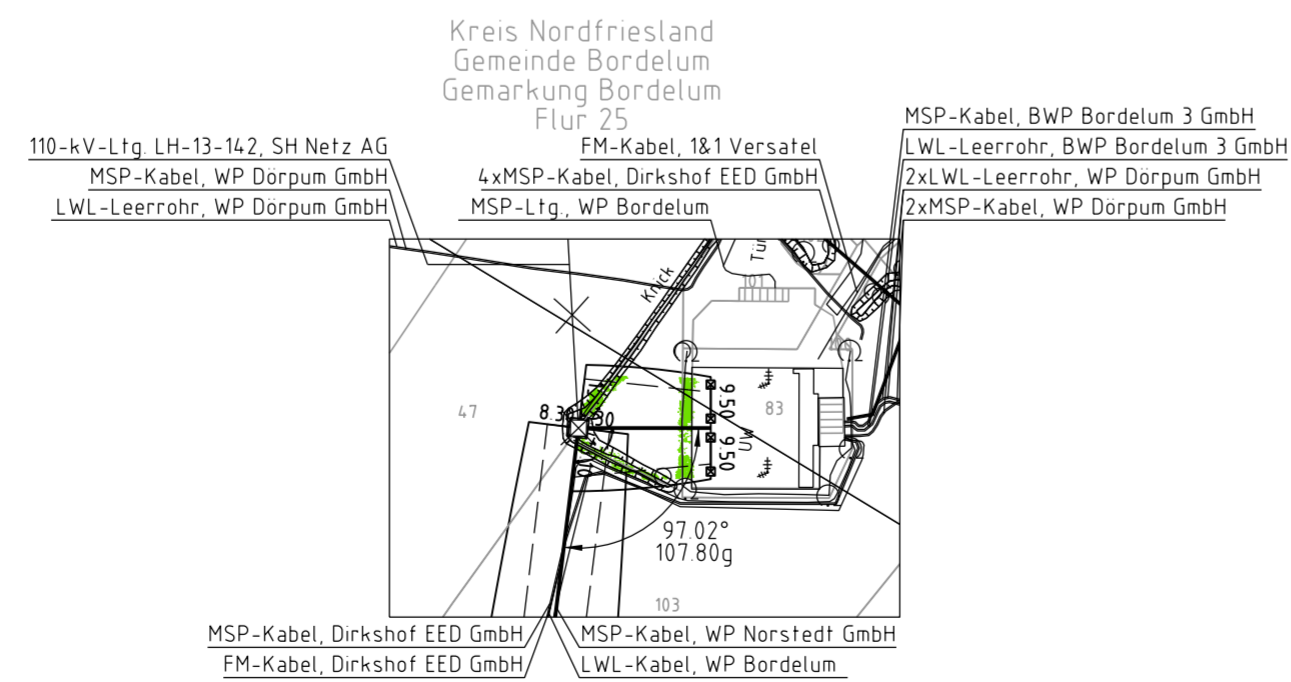 Kreis Nordfriesland
Gemeinde Bordelum
Gemarkung Bordelum
Flur 25
110-kV-Ltg. LH-13-142, SH Netz AG
MSP-Kabel, WP Dörpum GmbH
LWL-Leerrohr, WP Dörpum GmbH
FM-Kabel, 1&1 Versatel
4xMSP-Kabel, Dirkshof EED GmbH
MSP-Ltg., WP Bordelum
MSP-Kabel, BWP Bordelum 3 GmbH
LWL-Leerrohr, BWP Bordelum 3 GmbH
2xLWL-Leerrohr, WP Dörpum GmbH
2xMSP-Kabel, WP Dörpum GmbH
Knick
101
47
83
9.50
9.50
97.02°
107.80g
103
MSP-Kabel, Dirkshof EED GmbH
FM-Kabel, Dirkshof EED GmbH
MSP-Kabel, WP Norstedt GmbH
LWL-Kabel, WP Bordelum